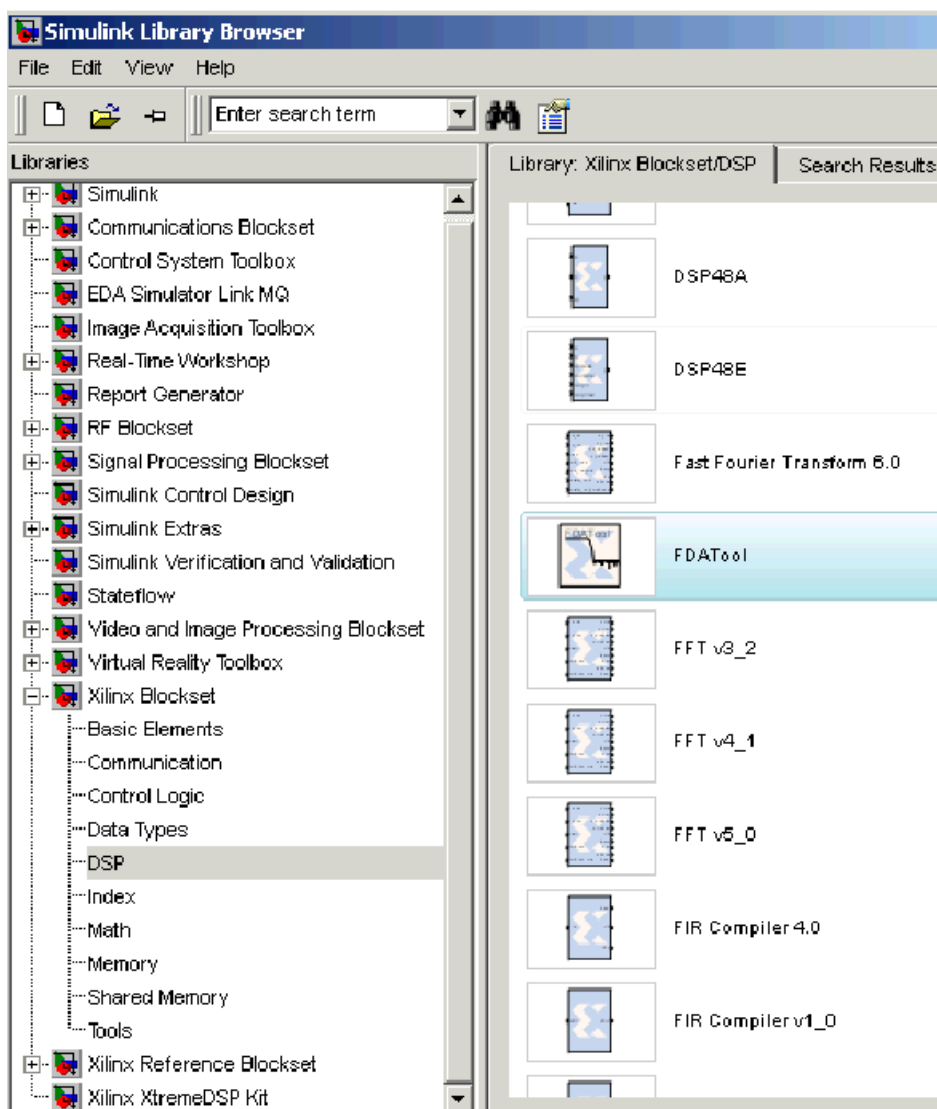 Simulink Library Browser
File Edit View Help
Enter search term
Libraries
Simulink
Communications Blockset
Control System Toolbox
EDA Simulator Link MQ
Image Acquisition Toolbox
Real-Time Workshop
Report Generator
RF Blockset
Signal Processing Blockset
Simulink Control Design
Simulink Extras
Simulink Verification and Validation
Stateflow
Video and Image Processing Blockset
Virtual Reality Toolbox
Xilinx Blockset
Basic Elements
Communication
Control Logic
Data Types
DSP
Index
Math
Memory
Shared Memory
Tools
Xilinx Reference Blockset
Xilinx XtremeDSP Kit
Library: Xilinx Blockset/DSP
Search Results
DSP48A
DSP48E
Fast Fourier Transform 6.0
FDATool
FDATool
FFT v3_2
FFT v4_1
FFT v5_0
FIR Compiler 4.0
FIR Compiler v1_0